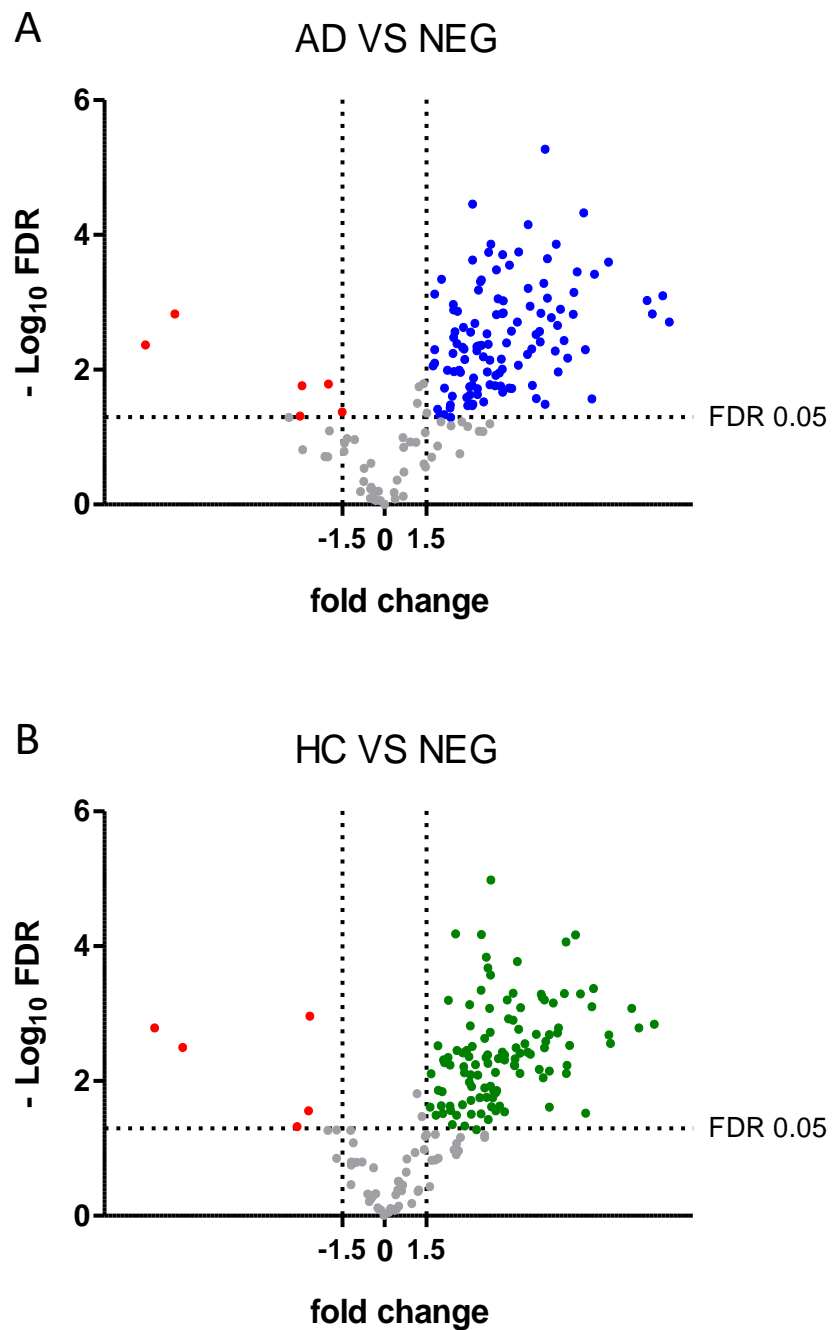 A
AD VS NEG
6
4
2
0
- Log10 FDR
FDR 0.05
-1.5 0 1.5
fold change
B
HC VS NEG
6
4
2
0
- Log10 FDR
FDR 0.05
-1.5 0 1.5
fold change